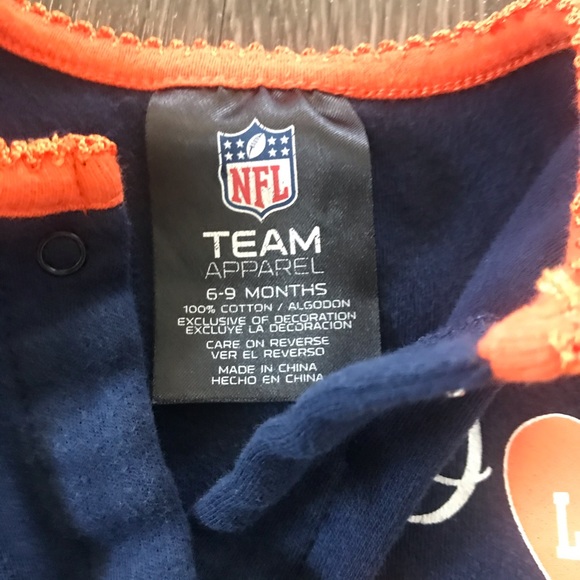 NFL
TEAM
APPAREL
6-9 MONTHS
100% COTTON / ALGODON
EXCLUSIVE OF DECORATION
EXCLUYE LA DECORACION
CARE ON REVERSE
VER EL REVERSO
MADE IN CHINA
HECHO EN CHINA
L